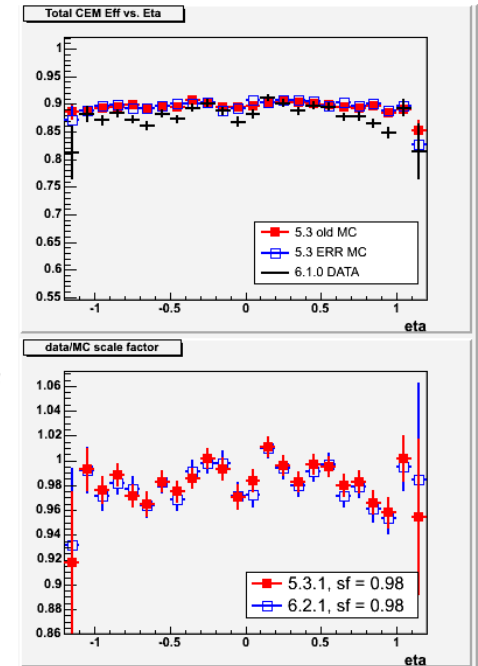 Total CEM Eff vs. Eta
1
0.95
0.9
0.85
0.8
0.75
0.7
0.65
0.6
0.55
5.3 old MC
5.3 ERR MC
6.1.0 DATA
-1 -0.5 0 0.5 1
eta
data/MC scale factor
1.06
1.04
1.02
1
0.98
0.96
0.94
0.92
0.9
0.88
0.86
5.3.1, sf = 0.98
6.2.1, sf = 0.98
-1 -0.5 0 0.5 1
eta